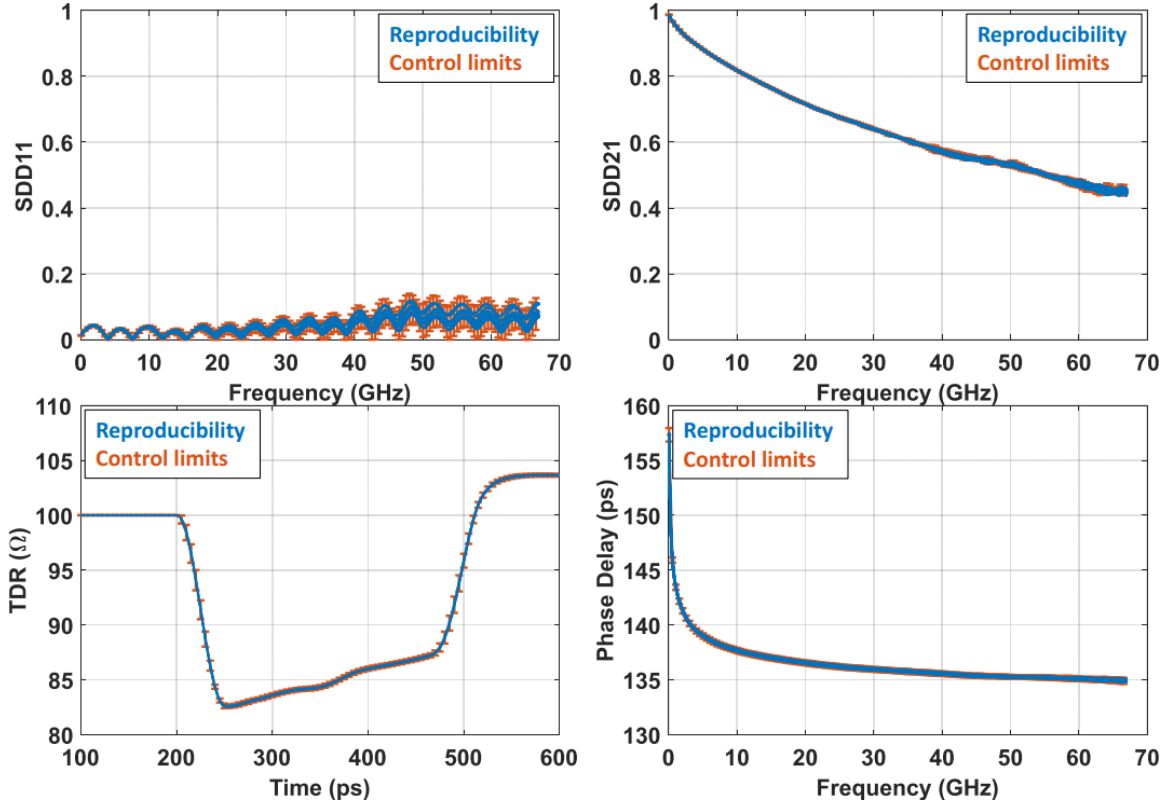 Reproducibility
Control limits
SDD11
1
0.8
0.6
0.4
0.2
0
0 10 20 30 40 50 60 70
Frequency (GHz)
Reproducibility
Control limits
SDD21
1
0.8
0.6
0.4
0.2
0
0 10 20 30 40 50 60 70
Frequency (GHz)
Reproducibility
Control limits
TDR (Ω)
110
105
100
95
90
85
80
100 200 300 400 500 600
Time (ps)
Reproducibility
Control limits
Phase Delay (ps)
160
155
150
145
140
135
130
0 10 20 30 40 50 60 70
Frequency (GHz)